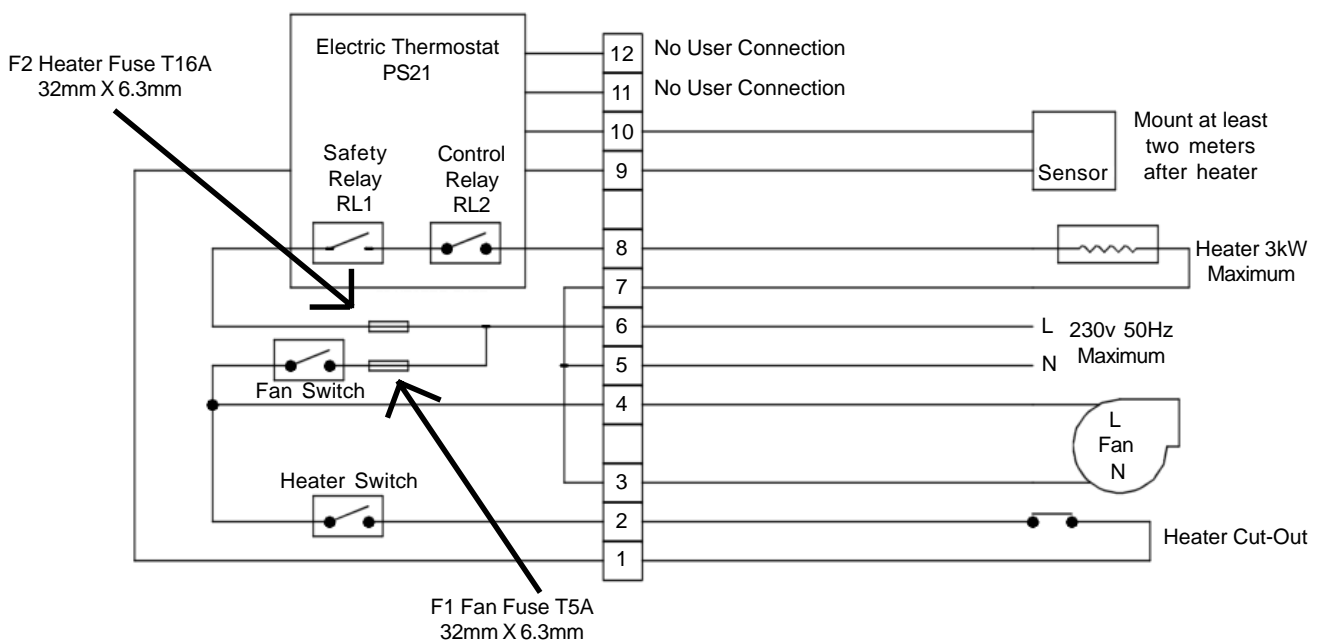 F2 Heater Fuse T16A
32mm X 6.3mm
Electric Thermostat
PS21
Safety
Relay
RL1
Control
Relay
RL2
Fan Switch
Heater Switch
F1 Fan Fuse T5A
32mm X 6.3mm
12
11
10
9
8
7
6
5
4
3
2
1
No User Connection
No User Connection
Sensor
Mount at least
two meters
after heater
Heater 3kW
Maximum
L
N
230v 50Hz
Maximum
L
Fan
N
Heater Cut-Out